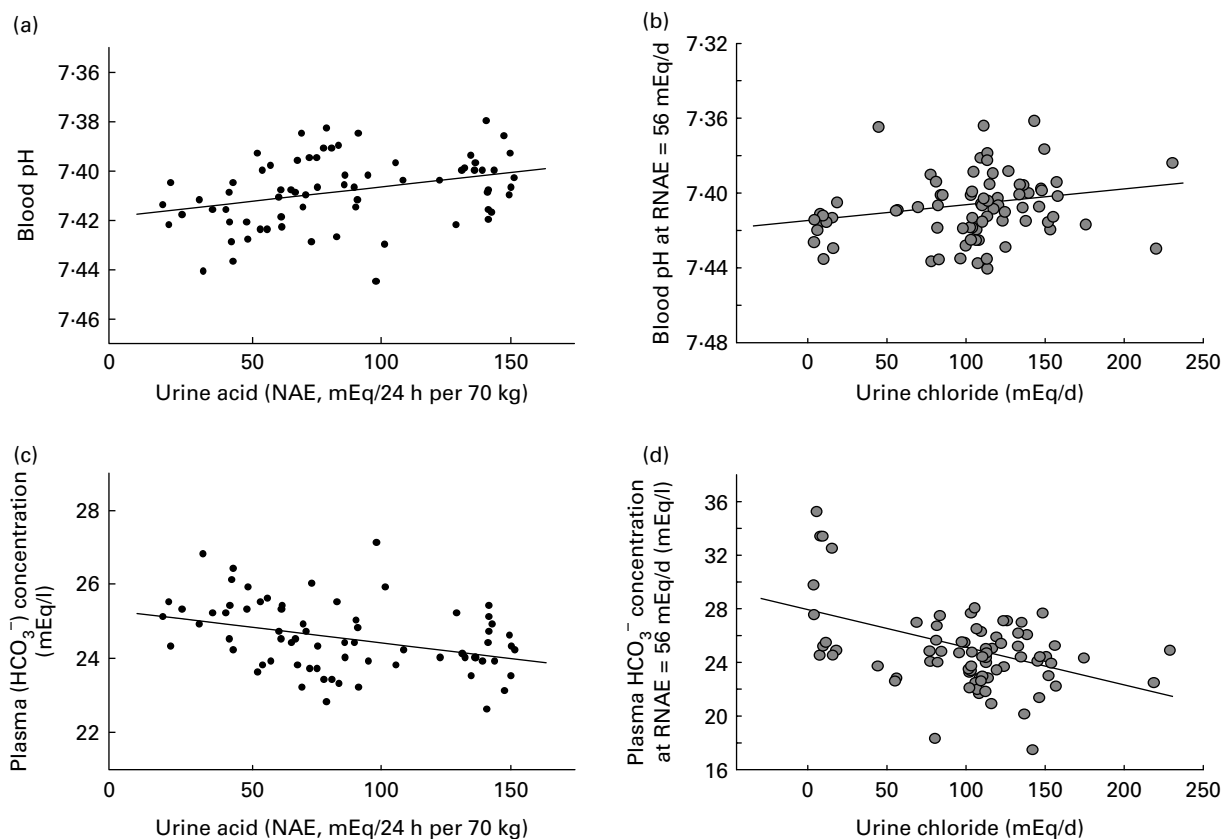 (a)
Blood pH
7·36
7·38
7·40
7·42
7·44
7·46
0
50
100
150
Urine acid (NAE, mEq/24 h per 70 kg)
(b)
Blood pH at RNAE = 56 mEq/d
7·32
7·36
7·40
7·44
7·48
0
50
100
150
200
250
Urine chloride (mEq/d)
(c)
Plasma (HCO₃⁻) concentration
(mEq/l)
28
26
24
22
0
50
100
150
Urine acid (NAE, mEq/24 h per 70 kg)
(d)
Plasma HCO₃⁻ concentration
at RNAE = 56 mEq/d (mEq/l)
36
32
28
24
20
16
0
50
100
150
200
250
Urine chloride (mEq/d)